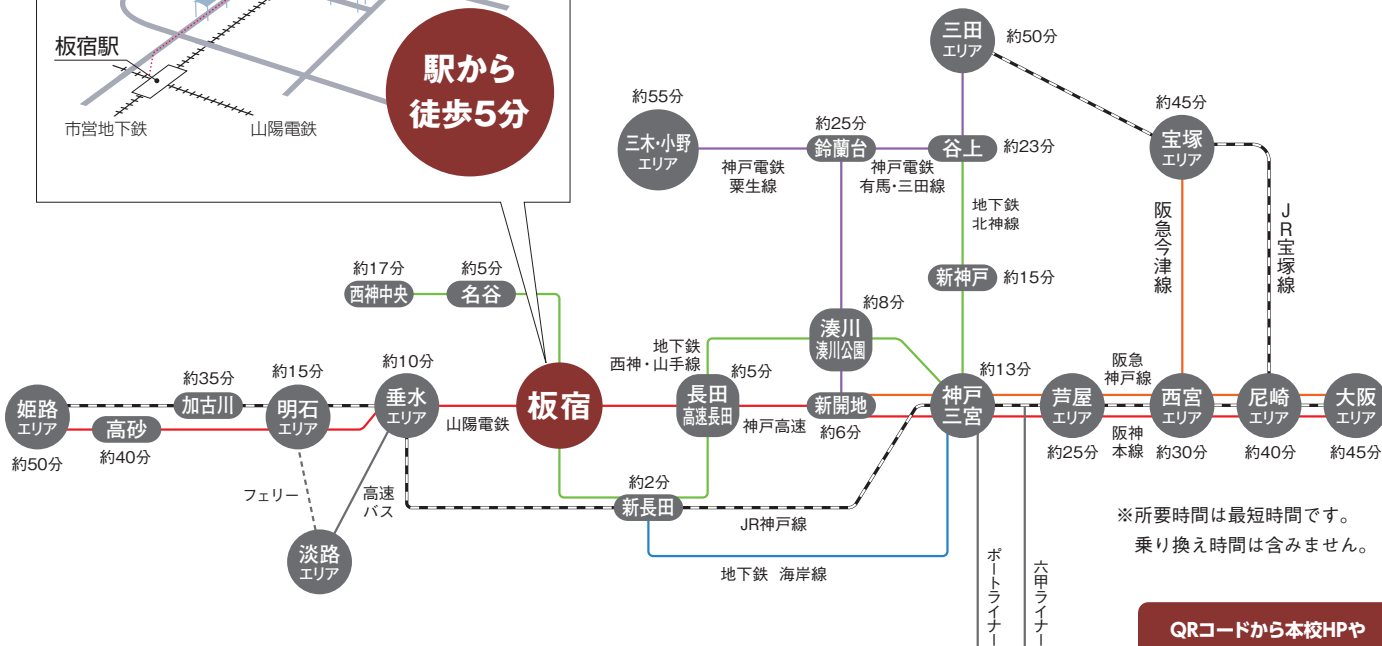 板宿駅
市営地下鉄
山陽電鉄
駅から
徒歩5分
三田
エリア
約50分
約55分
三木・小野
エリア
約25分
鈴蘭台
谷上
約23分
約45分
宝塚
エリア
神戸電鉄
粟生線
神戸電鉄
有馬・三田線
地下鉄
北神線
阪急今津線
JR宝塚線
約17分
西神中央
約5分
名谷
新神戸
約15分
約8分
湊川
湊川公園
地下鉄
西神・山手線
約5分
長田
高速長田
姫路
エリア
約50分
約35分
加古川
高砂
約40分
約15分
明石
エリア
約10分
垂水
エリア
山陽電鉄
板宿
神戸高速
新開地
約6分
約13分
神戸
三宮
阪急
神戸線
芦屋
エリア
約25分
阪神
本線
西宮
エリア
約30分
尼崎
エリア
約40分
大阪
エリア
約45分
フェリー
高速
バス
淡路
エリア
約2分
新長田
JR神戸線
地下鉄 海岸線
ポートライナー
六甲ライナー
※所要時間は最短時間です。
乗り換え時間は含みません。
QRコードから本校HPや